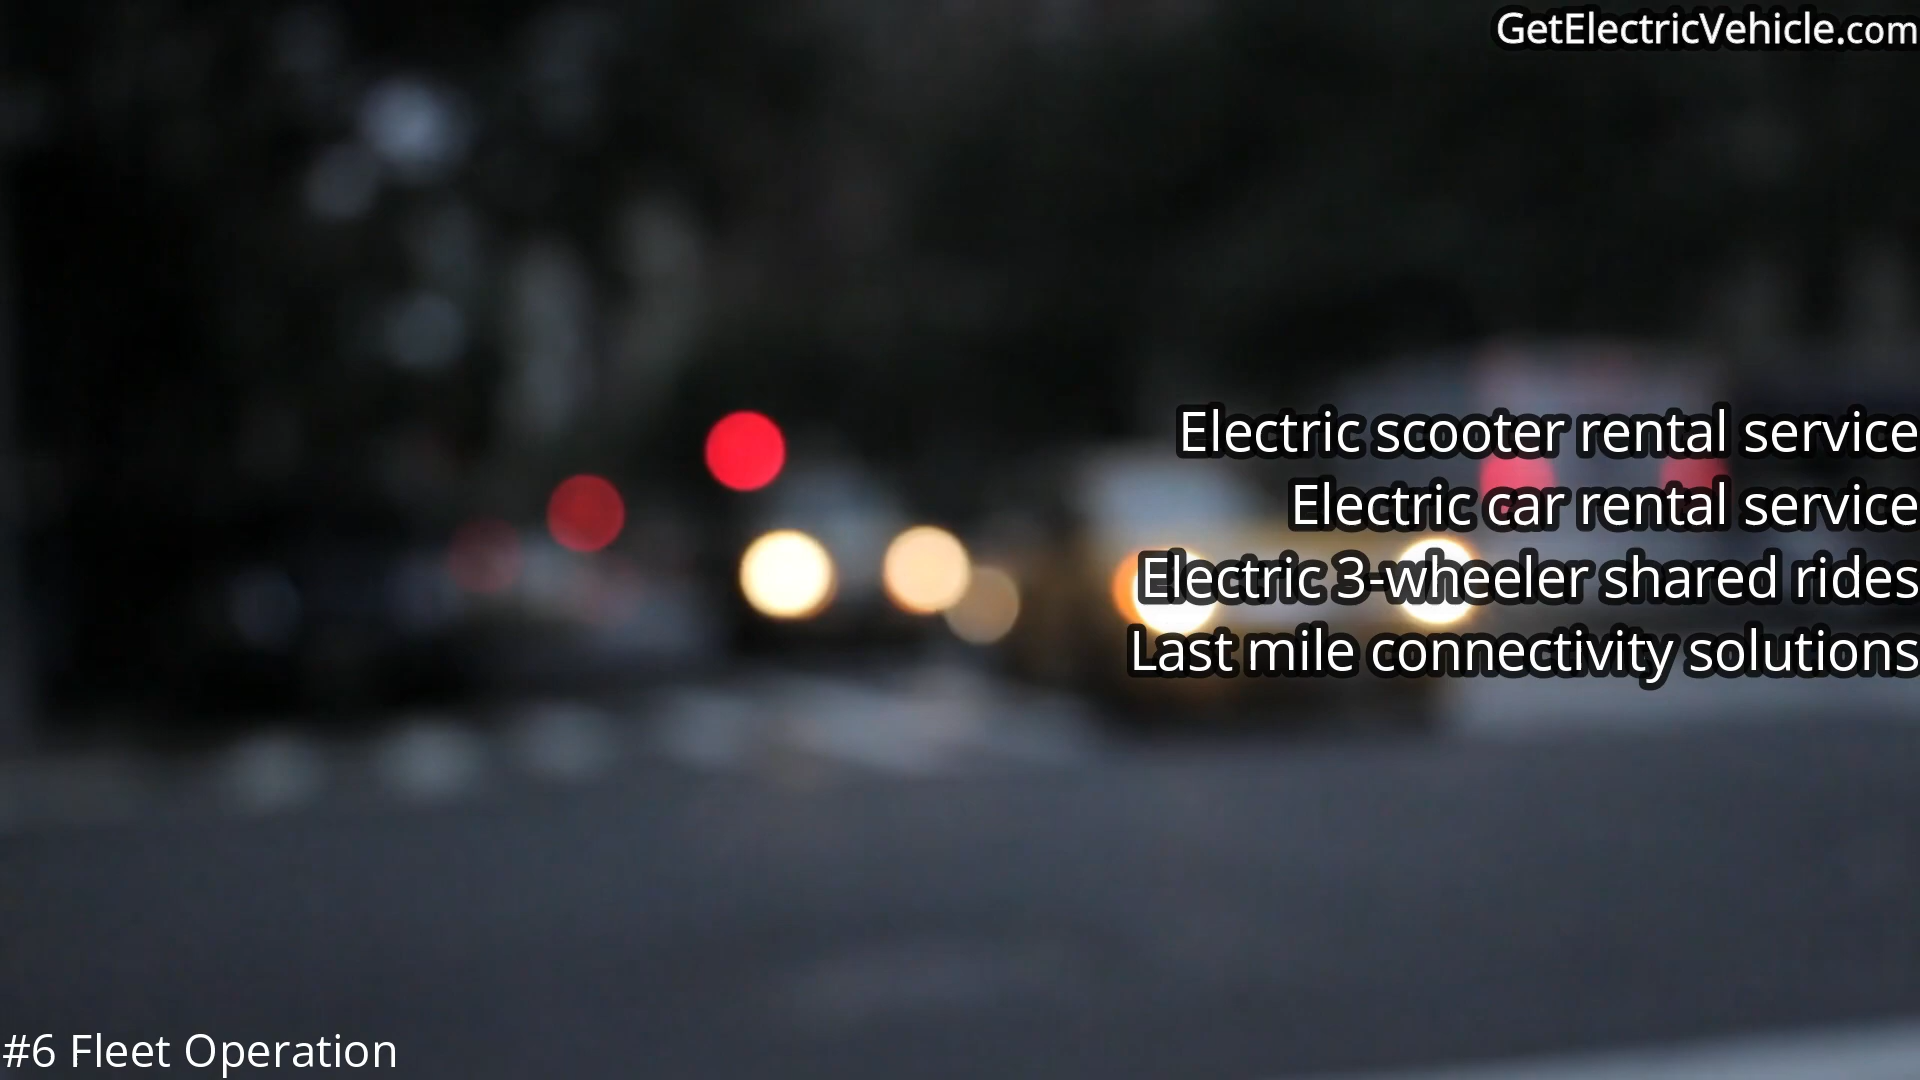 GetElectricVehicle.com
Electric scooter rental service
Electric car rental service
Electric 3-wheeler shared rides
Last mile connectivity solutions
#6 Fleet Operation